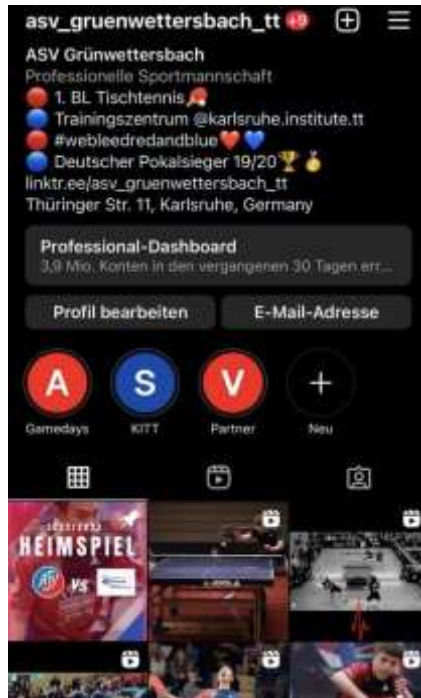 asv_gruenwettersbach_tt +9
ASV Grünwettersbach
Professionelle Sportmannschaft
🔴 1. BL Tischtennis🏓
🔵 Trainingszentrum @karlsruhe.institute.tt
🔴 #webleedredandblue❤️💙
🔵 Deutscher Pokalsieger 19/20🏆🥇
linktr.ee/asv_gruenwettersbach_tt
Thüringer Str. 11, Karlsruhe, Germany
Professional-Dashboard
3,9 Mio. Konten in den vergangenen 30 Tagen err...
Profil bearbeiten
E-Mail-Adresse
A
S
V
Gamedays
KITT
Partner
Neu
HEIMSPIEL
VS